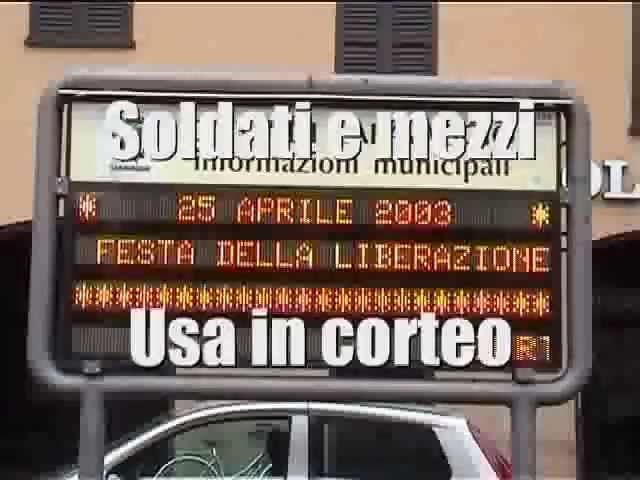 Soldati e mezzi
informazioni municipali
* 25 APRILE 2003 *
FESTA DELLA LIBERAZIONE
****************************************
Usa in corteo